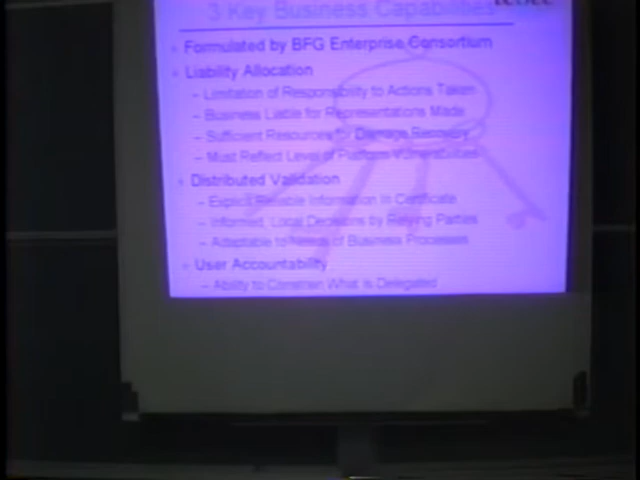 3 Key Business Capabilities
Formulated by BFG Enterprise Consortium
Liability Allocation
– Limitation of Responsibility to Actions Taken
– Business Liable for Representations Made
– Sufficient Resources for Damage Recovery
– Must Reflect Level of Platform Vulnerabilities
Distributed Validation
– Explicit Reliable Information In Certificate
– Informed, Local Decisions by Relying Parties
– Adaptable to Needs of Business Processes
User Accountability
– Ability to Constrain What is Delegated